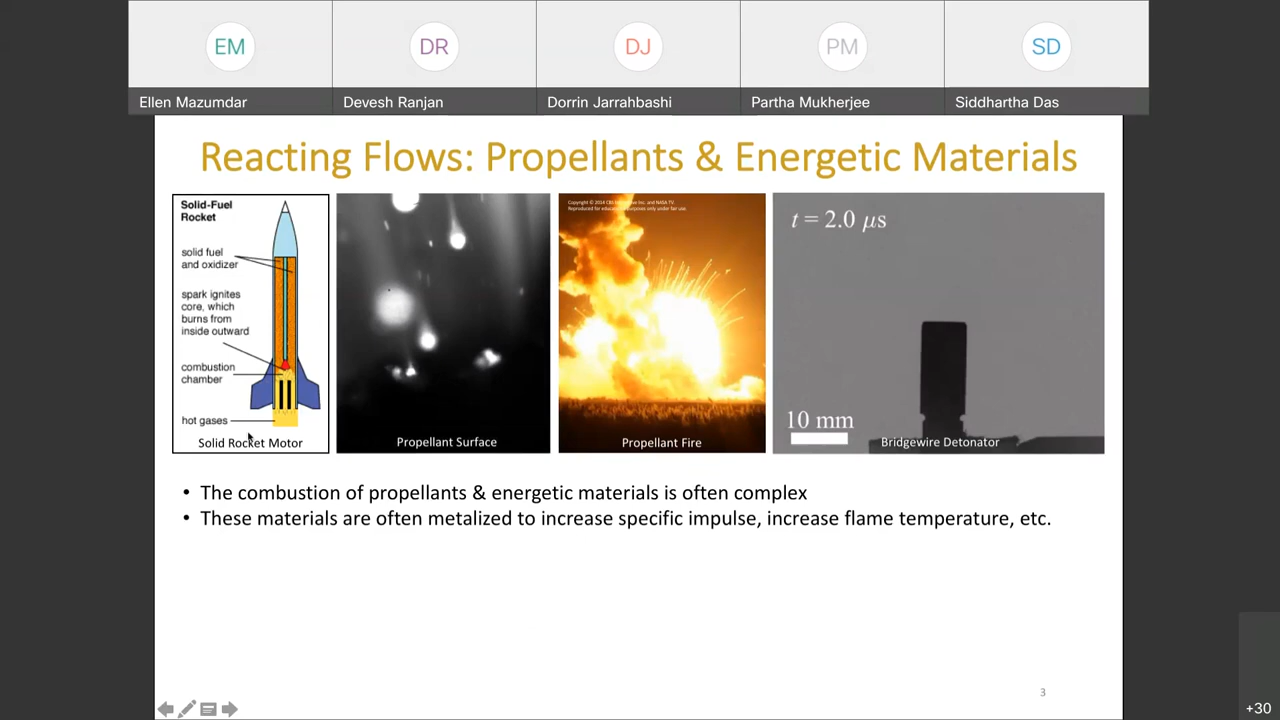 EM
DR
DJ
PM
SD
Ellen Mazumdar
Devesh Ranjan
Dorrin Jarrahbashi
Partha Mukherjee
Siddhartha Das
Reacting Flows: Propellants & Energetic Materials
Solid-Fuel
Rocket
solid fuel
and oxidizer
spark ignites
core, which
burns from
inside outward
combustion
chamber
hot gases
Solid Rocket Motor
Propellant Surface
Propellant Fire
t = 2.0 µs
10 mm
Bridgewire Detonator
• The combustion of propellants & energetic materials is often complex
• These materials are often metalized to increase specific impulse, increase flame temperature, etc.
3
+30